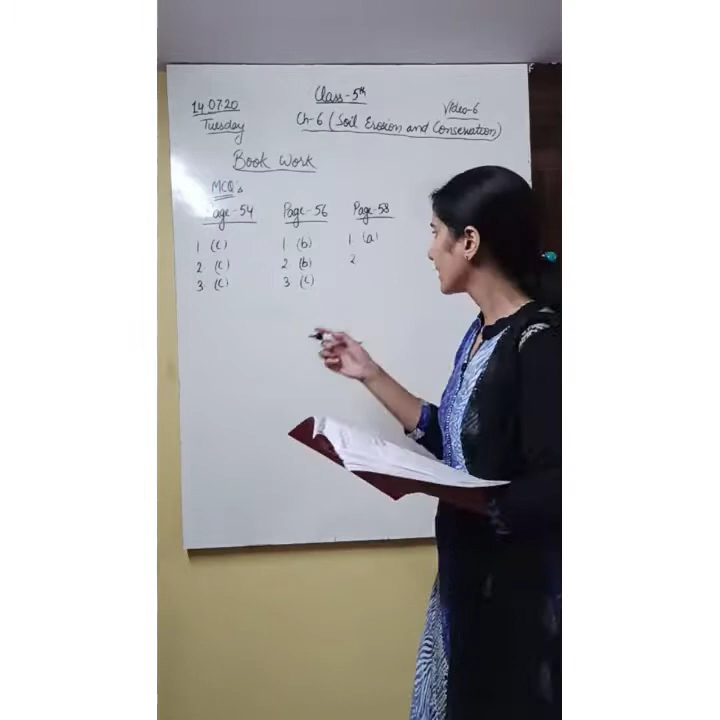 Class-5th
14.07.20
Video-6
Tuesday
Ch-6 (Soil Erosion and Conservation)
Book Work
MCQ's
Page-54 Page-56 Page-58
1 (c) 1 (b) 1 (a)
2 (c) 2 (b) 2
3 (c) 3 (c)